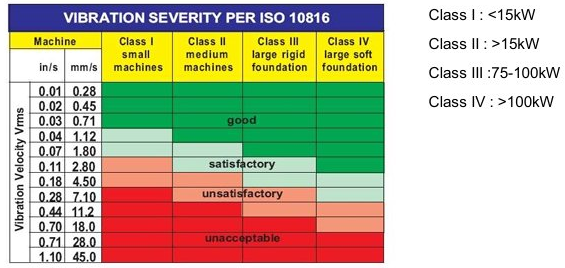 VIBRATION SEVERITY PER ISO 10816
Machine Class I small machines Class II medium machines Class III large rigid foundation Class IV large soft foundation
in/s mm/s
Vibration Velocity Vrms
0.01 0.28
0.02 0.45
0.03 0.71 good
0.04 1.12
0.07 1.80
0.11 2.80 satisfactory
0.18 4.50
0.28 7.10 unsatisfactory
0.44 11.2
0.70 18.0
0.71 28.0 unacceptable
1.10 45.0
Class I : <15kW
Class II : >15kW
Class III :75-100kW
Class IV : >100kW